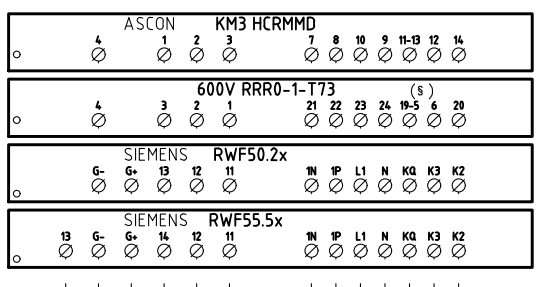 ASCON KM3 HCRMMD
4 1 2 3 7 8 10 9 11-13 12 14
600V RRR0-1-T73 (§)
4 3 2 1 21 22 23 24 19-5 6 20
SIEMENS RWF50.2x
G- G+ 13 12 11 1N 1P L1 N KQ K3 K2
SIEMENS RWF55.5x
13 G- G+ 14 12 11 1N 1P L1 N KQ K3 K2